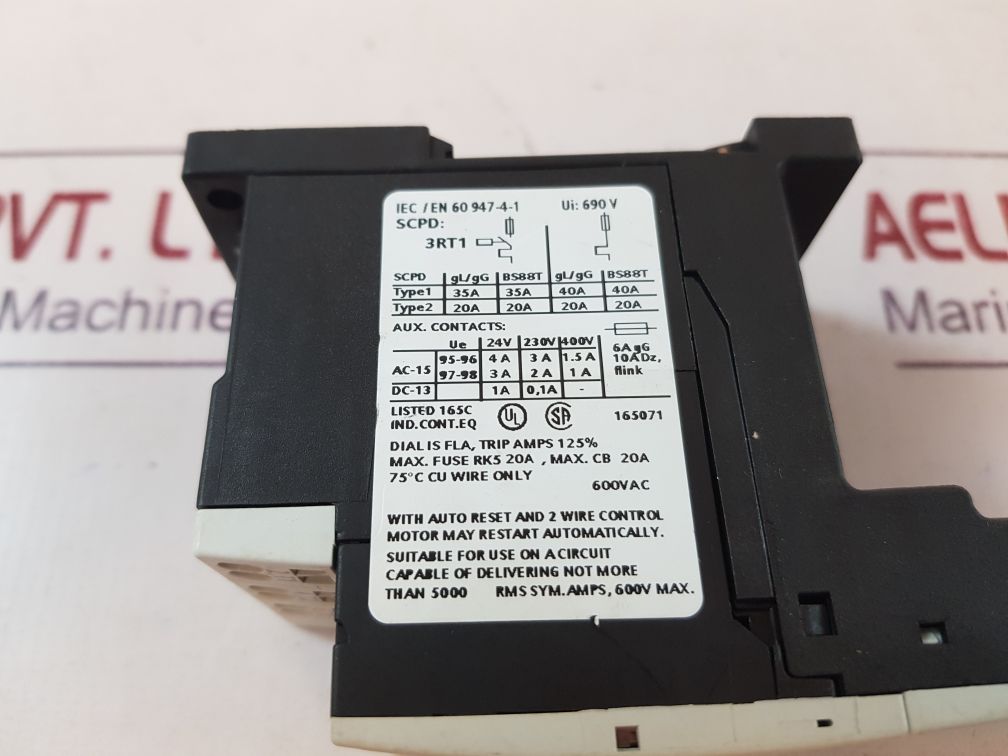 IEC / EN 60 947-4-1 Ui: 690 V
SCPD:
3RT1
SCPD gL/gG BS88T gL/gG BS88T
Type1 35A 35A 40A 40A
Type2 20A 20A 20A 20A
AUX. CONTACTS:
Ue 24V 230V 400V
AC-15 95-96 4 A 3 A 1.5 A
97-98 3 A 2 A 1 A
DC-13 1A 0,1A -
6A gG
10A Dz,
flink
LISTED 165C UL SA 165071
IND.CONT.EQ
DIAL IS FLA, TRIP AMPS 125%
MAX. FUSE RK5 20A , MAX. CB 20A
75°C CU WIRE ONLY
600VAC
WITH AUTO RESET AND 2 WIRE CONTROL
MOTOR MAY RESTART AUTOMATICALLY.
SUITABLE FOR USE ON A CIRCUIT
CAPABLE OF DELIVERING NOT MORE
THAN 5000 RMS SYM.AMPS, 600V MAX.
PVT. L
Machine
AEL
Mari